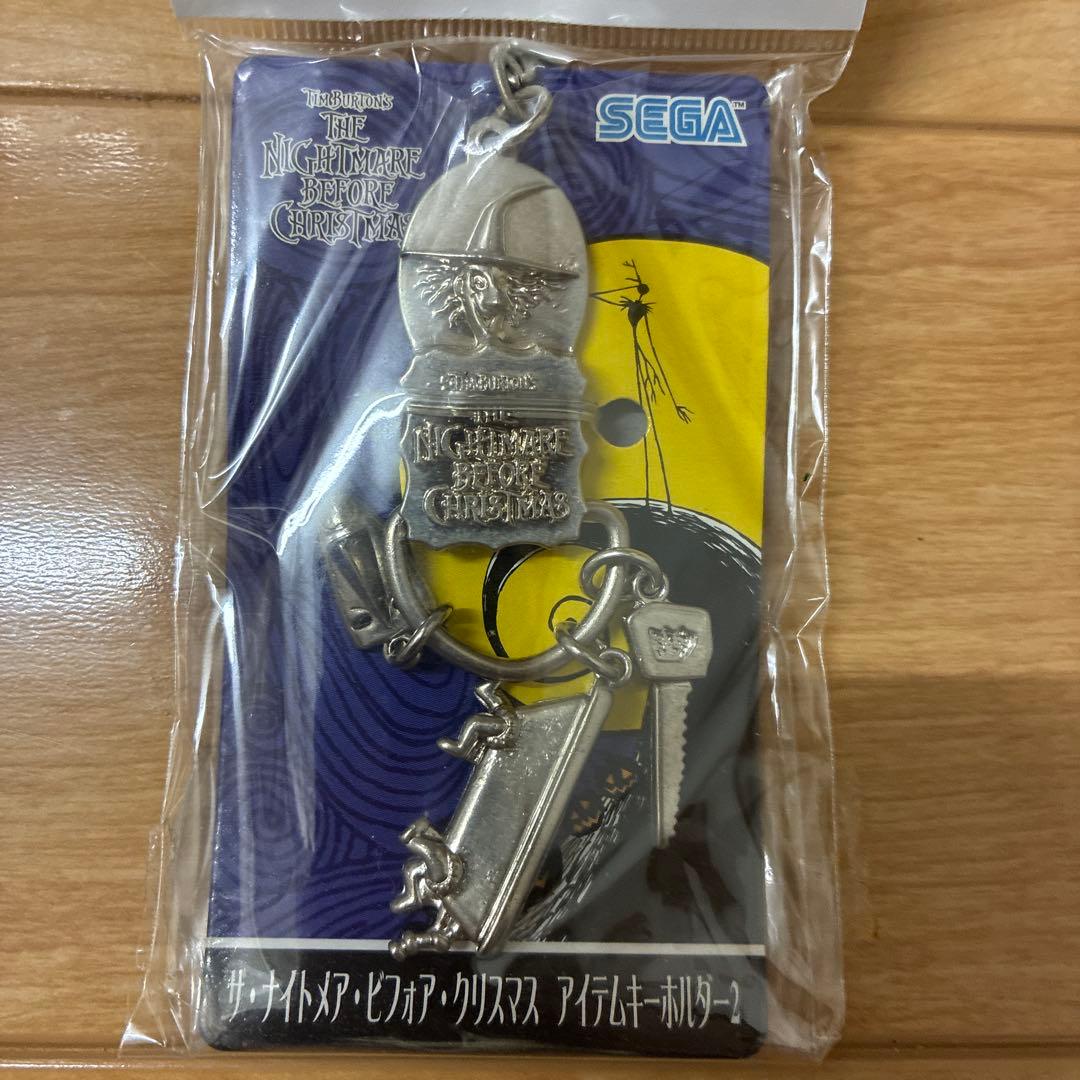 TIM BURTON'S
THE
NIGHTMARE
BEFORE
CHRISTMAS
SEGA™
TIM BURTON'S
THE
NIGHTMARE
BEFORE
CHRISTMAS
ザ・ナイトメア・ビフォア・クリスマス アイテムキーホルダー2